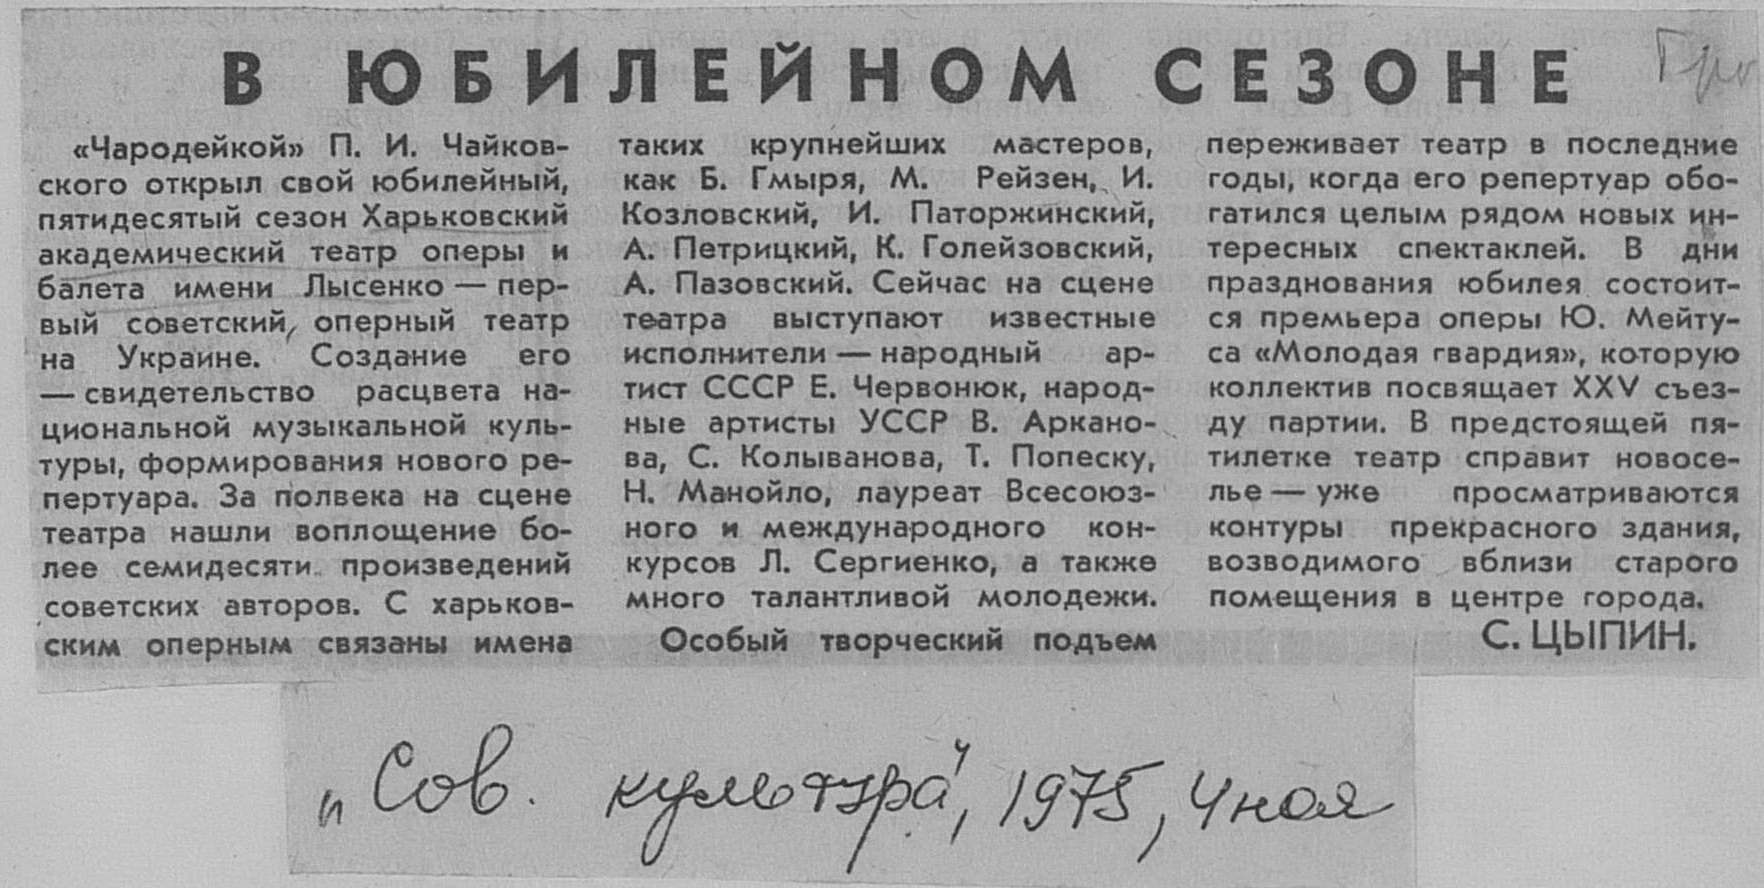 В ЮБИЛЕЙНОМ СЕЗОНЕ
«Чародейкой» П. И. Чайков-
ского открыл свой юбилейный,
пятидесятый сезон Харьковский
академический театр оперы и
балета имени Лысенко — пер-
вый советский, оперный театр
на Украине. Создание его
— свидетельство расцвета на-
циональной музыкальной куль-
туры, формирования нового ре-
пертуара. За полвека на сцене
театра нашли воплощение бо-
лее семидесяти произведений
советских авторов. С харьков-
ским оперным связаны имена
таких крупнейших мастеров,
как Б. Гмыря, М. Рейзен, И.
Козловский, И. Паторжинский,
А. Петрицкий, К. Голейзовский,
А. Пазовский. Сейчас на сцене
театра выступают известные
исполнители — народный ар-
тист СССР Е. Червонюк, народ-
ные артисты УССР В. Аркано-
ва, С. Колыванова, Т. Попеску,
Н. Манойло, лауреат Всесоюз-
ного и международного кон-
курсов Л. Сергиенко, а также
много талантливой молодежи.
Особый творческий подъем
переживает театр в последние
годы, когда его репертуар обо-
гатился целым рядом новых ин-
тересных спектаклей. В дни
празднования юбилея состоит-
ся премьера оперы Ю. Мейту-
са «Молодая гвардия», которую
коллектив посвящает XXV съез-
ду партии. В предстоящей пя-
тилетке театр справит новосе-
лье — уже просматриваются
контуры прекрасного здания,
возводимого вблизи старого
помещения в центре города.
С. ЦЫПИН.
„Сов. культура", 1975, 4 ноя